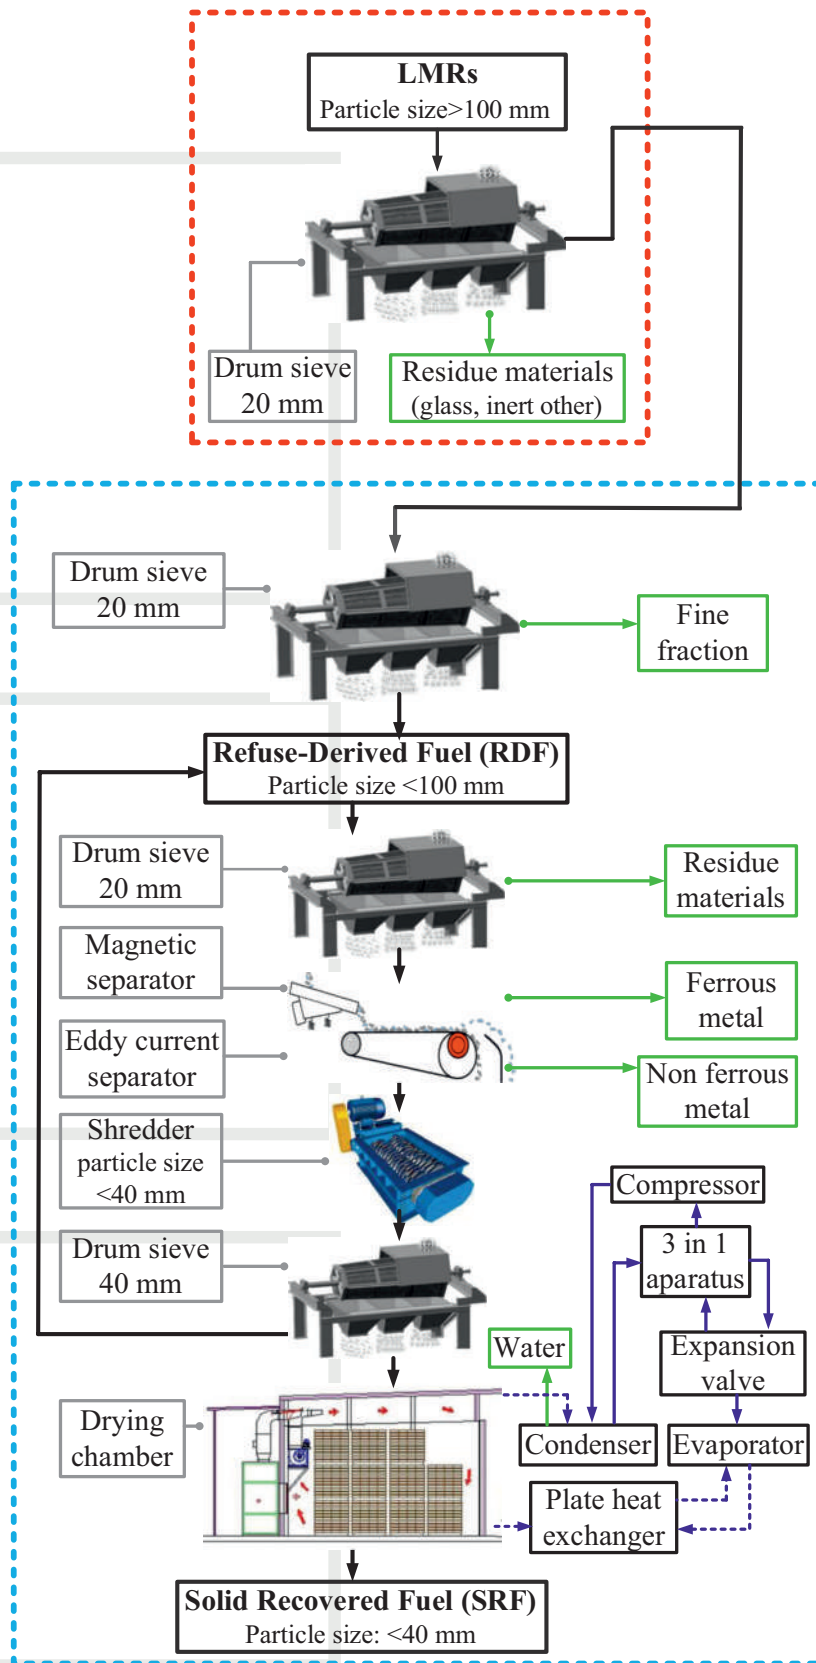 LMRs
Particle size>100 mm
Drum sieve
20 mm
Residue materials
(glass, inert other)
Drum sieve
20 mm
Fine
fraction
Refuse-Derived Fuel (RDF)
Particle size <100 mm
Drum sieve
20 mm
Residue
materials
Magnetic
separator
Ferrous
metal
Eddy current
separator
Non ferrous
metal
Shredder
particle size
<40 mm
Compressor
Drum sieve
40 mm
3 in 1
aparatus
Water
Expansion
valve
Drying
chamber
Condenser
Evaporator
Plate heat
exchanger
Solid Recovered Fuel (SRF)
Particle size: <40 mm